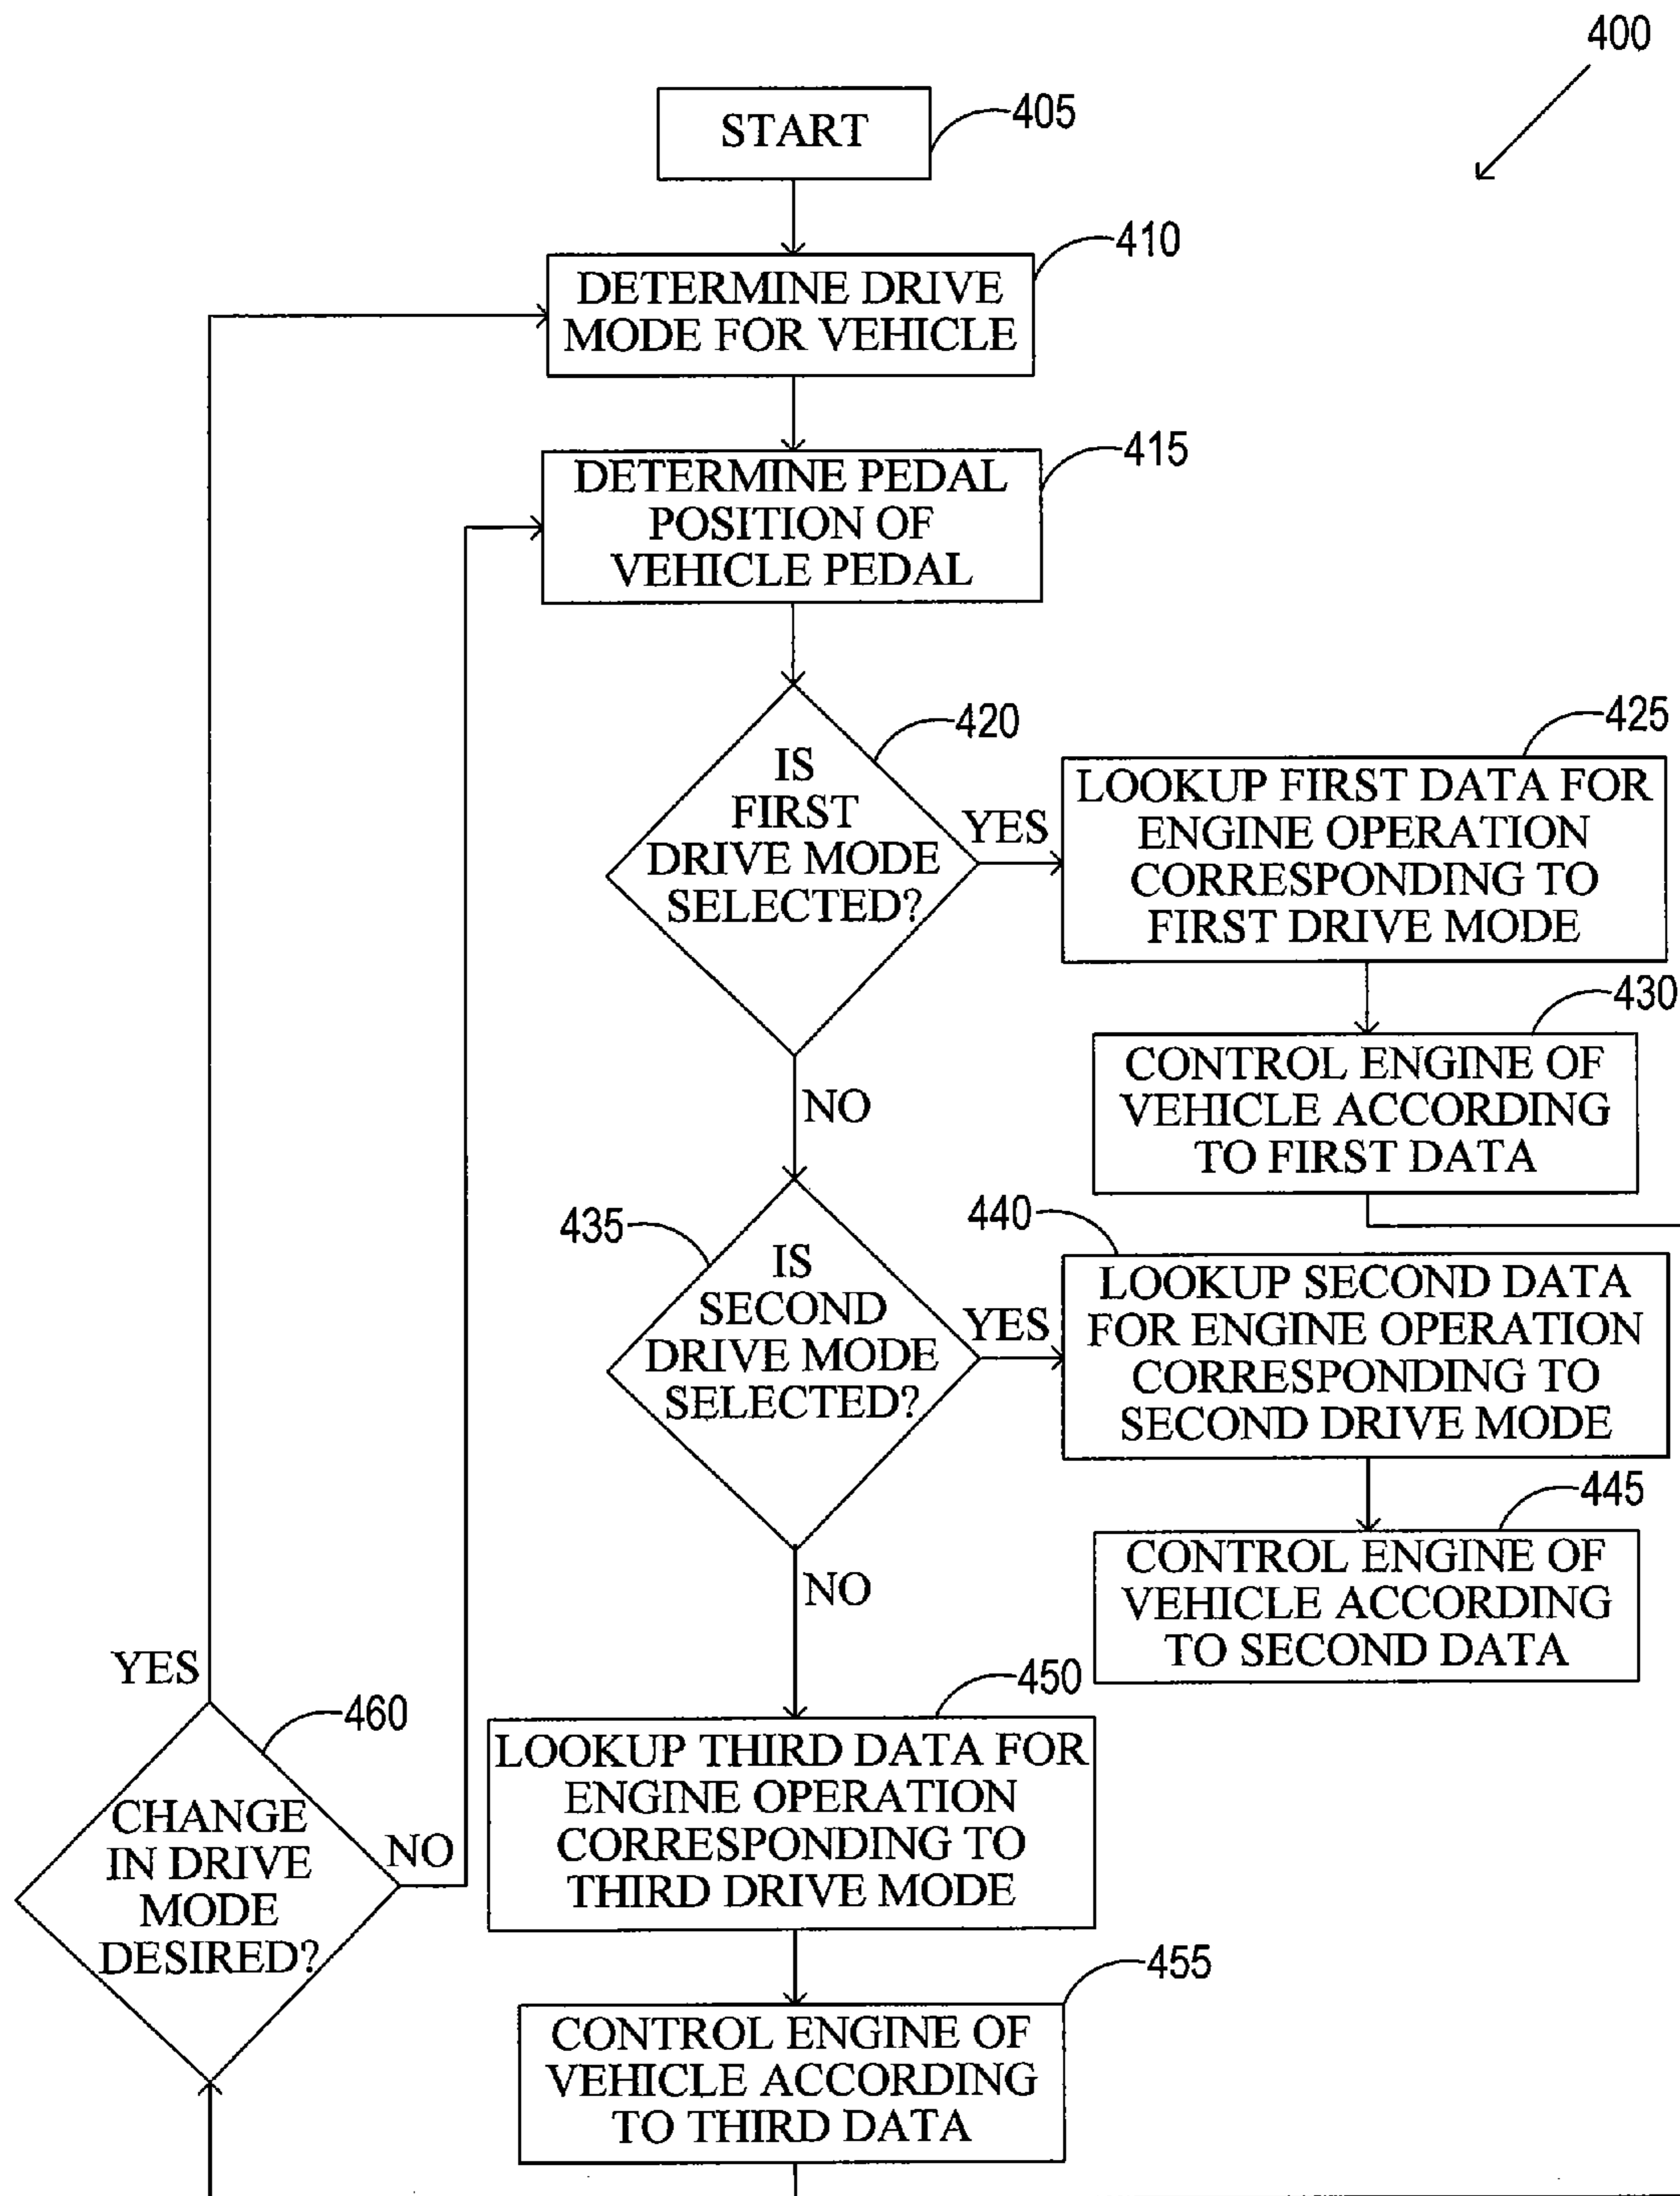 400
START
405
DETERMINE DRIVE
MODE FOR VEHICLE
410
DETERMINE PEDAL
POSITION OF
VEHICLE PEDAL
415
IS
FIRST
DRIVE MODE
SELECTED?
420
YES
NO
LOOKUP FIRST DATA FOR
ENGINE OPERATION
CORRESPONDING TO
FIRST DRIVE MODE
425
CONTROL ENGINE OF
VEHICLE ACCORDING
TO FIRST DATA
430
IS
SECOND
DRIVE MODE
SELECTED?
435
YES
NO
LOOKUP SECOND DATA
FOR ENGINE OPERATION
CORRESPONDING TO
SECOND DRIVE MODE
440
CONTROL ENGINE OF
VEHICLE ACCORDING
TO SECOND DATA
445
LOOKUP THIRD DATA FOR
ENGINE OPERATION
CORRESPONDING TO
THIRD DRIVE MODE
450
CONTROL ENGINE OF
VEHICLE ACCORDING
TO THIRD DATA
455
YES
CHANGE
IN DRIVE
MODE
DESIRED?
460
NO